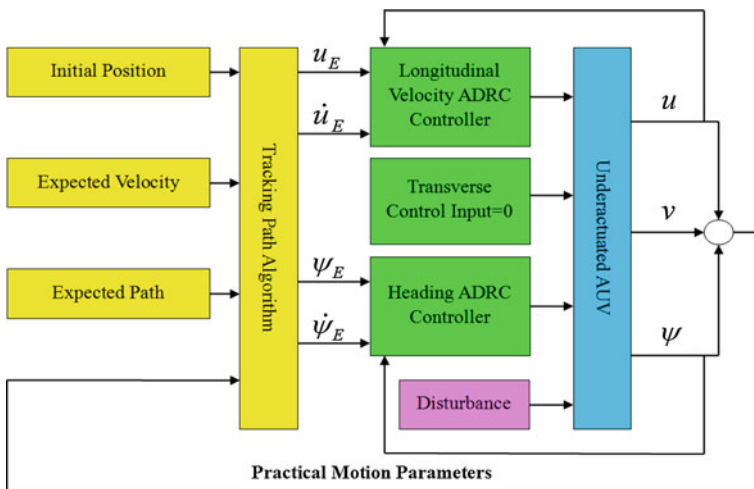 Initial Position
Expected Velocity
Expected Path
Tracking Path Algorithm
u_E
u̇_E
ψ_E
ψ̇_E
Longitudinal
Velocity ADRC
Controller
Transverse
Control Input=0
Heading ADRC
Controller
Disturbance
Underactuated AUV
u
v
ψ
Practical Motion Parameters